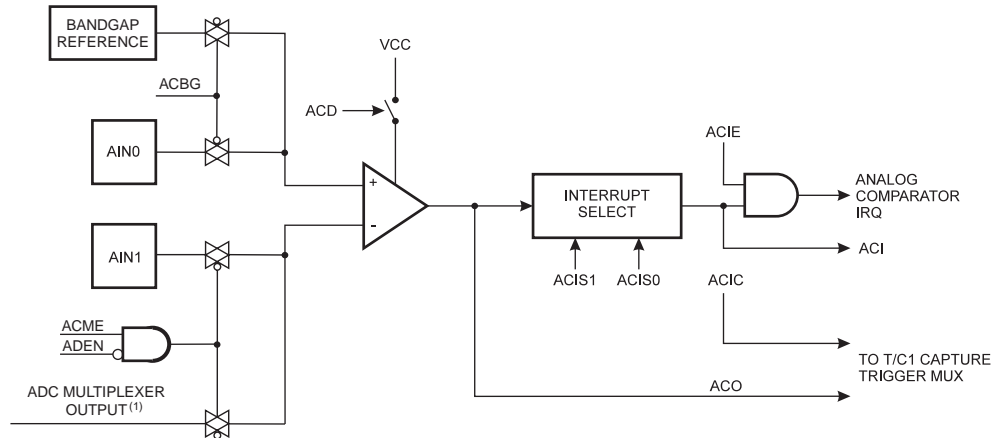 BANDGAP
REFERENCE
VCC
ACBG
ACD
AIN0
ACIE
+
-
INTERRUPT
SELECT
ANALOG
COMPARATOR
IRQ
AIN1
ACI
ACIS1 ACIS0 ACIC
ACME
ADEN
TO T/C1 CAPTURE
TRIGGER MUX
ADC MULTIPLEXER
OUTPUT(1)
ACO